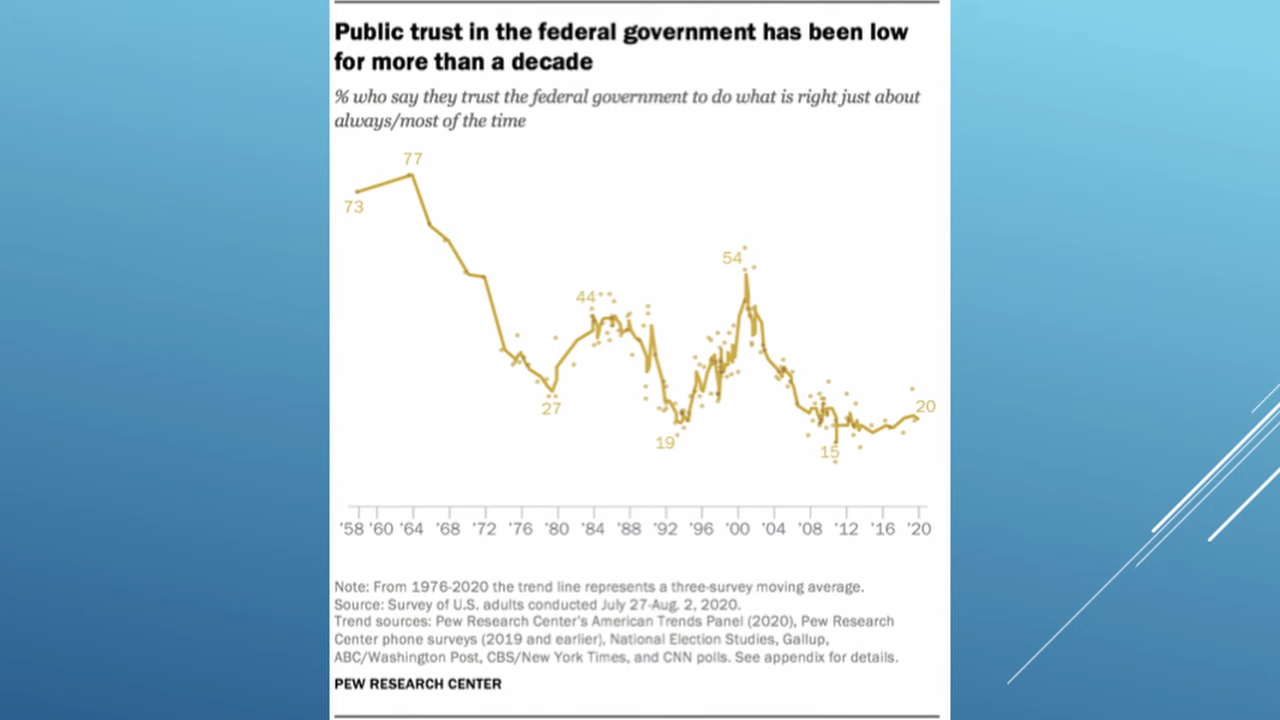 Public trust in the federal government has been low
for more than a decade
% who say they trust the federal government to do what is right just about
always/most of the time
77
73
54
44
27
20
19
15
'58 '60 '64 '68 '72 '76 '80 '84 '88 '92 '96 '00 '04 '08 '12 '16 '20
Note: From 1976-2020 the trend line represents a three-survey moving average.
Source: Survey of U.S. adults conducted July 27-Aug. 2, 2020.
Trend sources: Pew Research Center's American Trends Panel (2020), Pew Research
Center phone surveys (2019 and earlier), National Election Studies, Gallup,
ABC/Washington Post, CBS/New York Times, and CNN polls. See appendix for details.
PEW RESEARCH CENTER